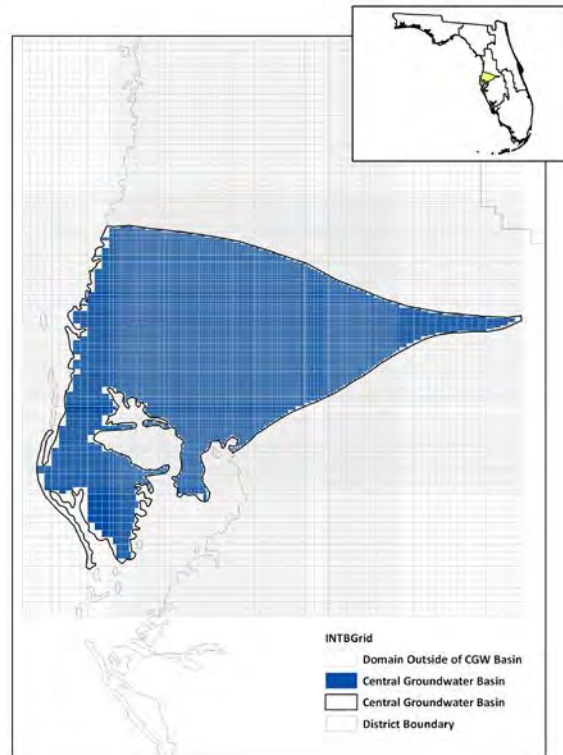 INTBGrid
Domain Outside of CGW Basin
Central Groundwater Basin
Central Groundwater Basin
District Boundary